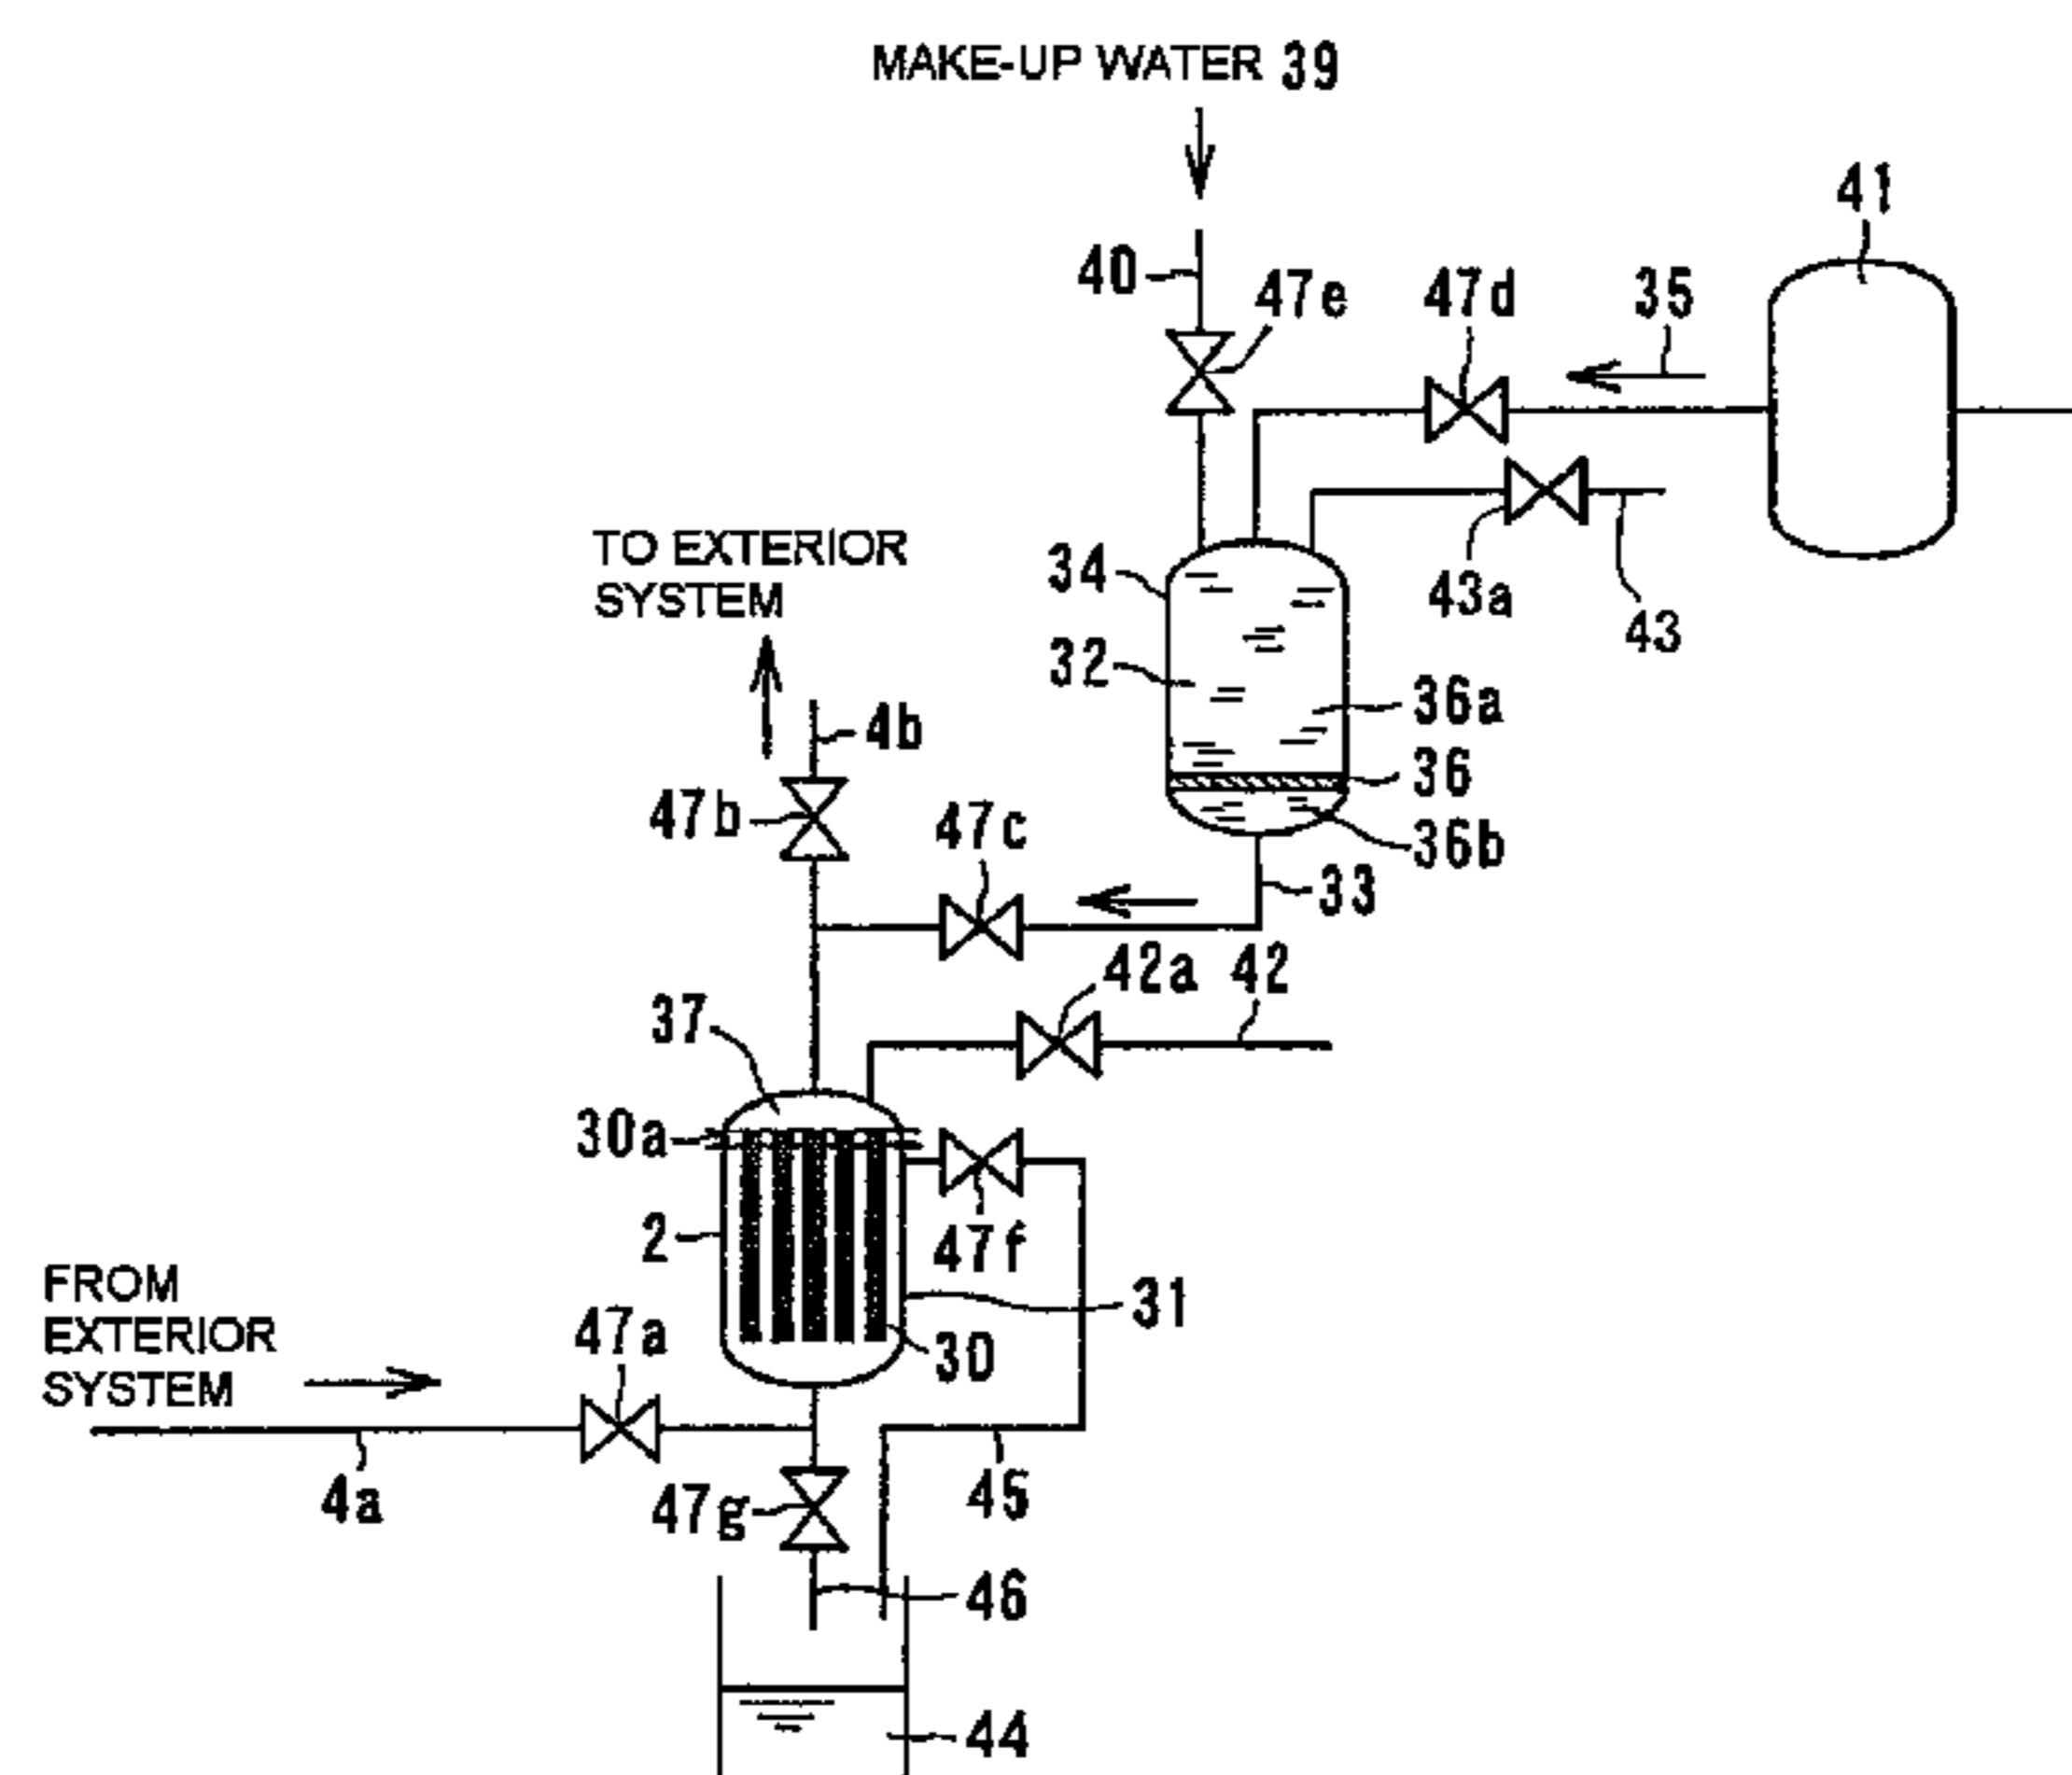 MAKE-UP WATER 39
41
40
47e
47d
35
TO EXTERIOR
SYSTEM
34
43a
43
32
36a
4b
36
47b
47c
36b
33
42a
42
37
30a
2
47f
FROM
EXTERIOR
SYSTEM
47a
31
30
4a
47g
45
46
44